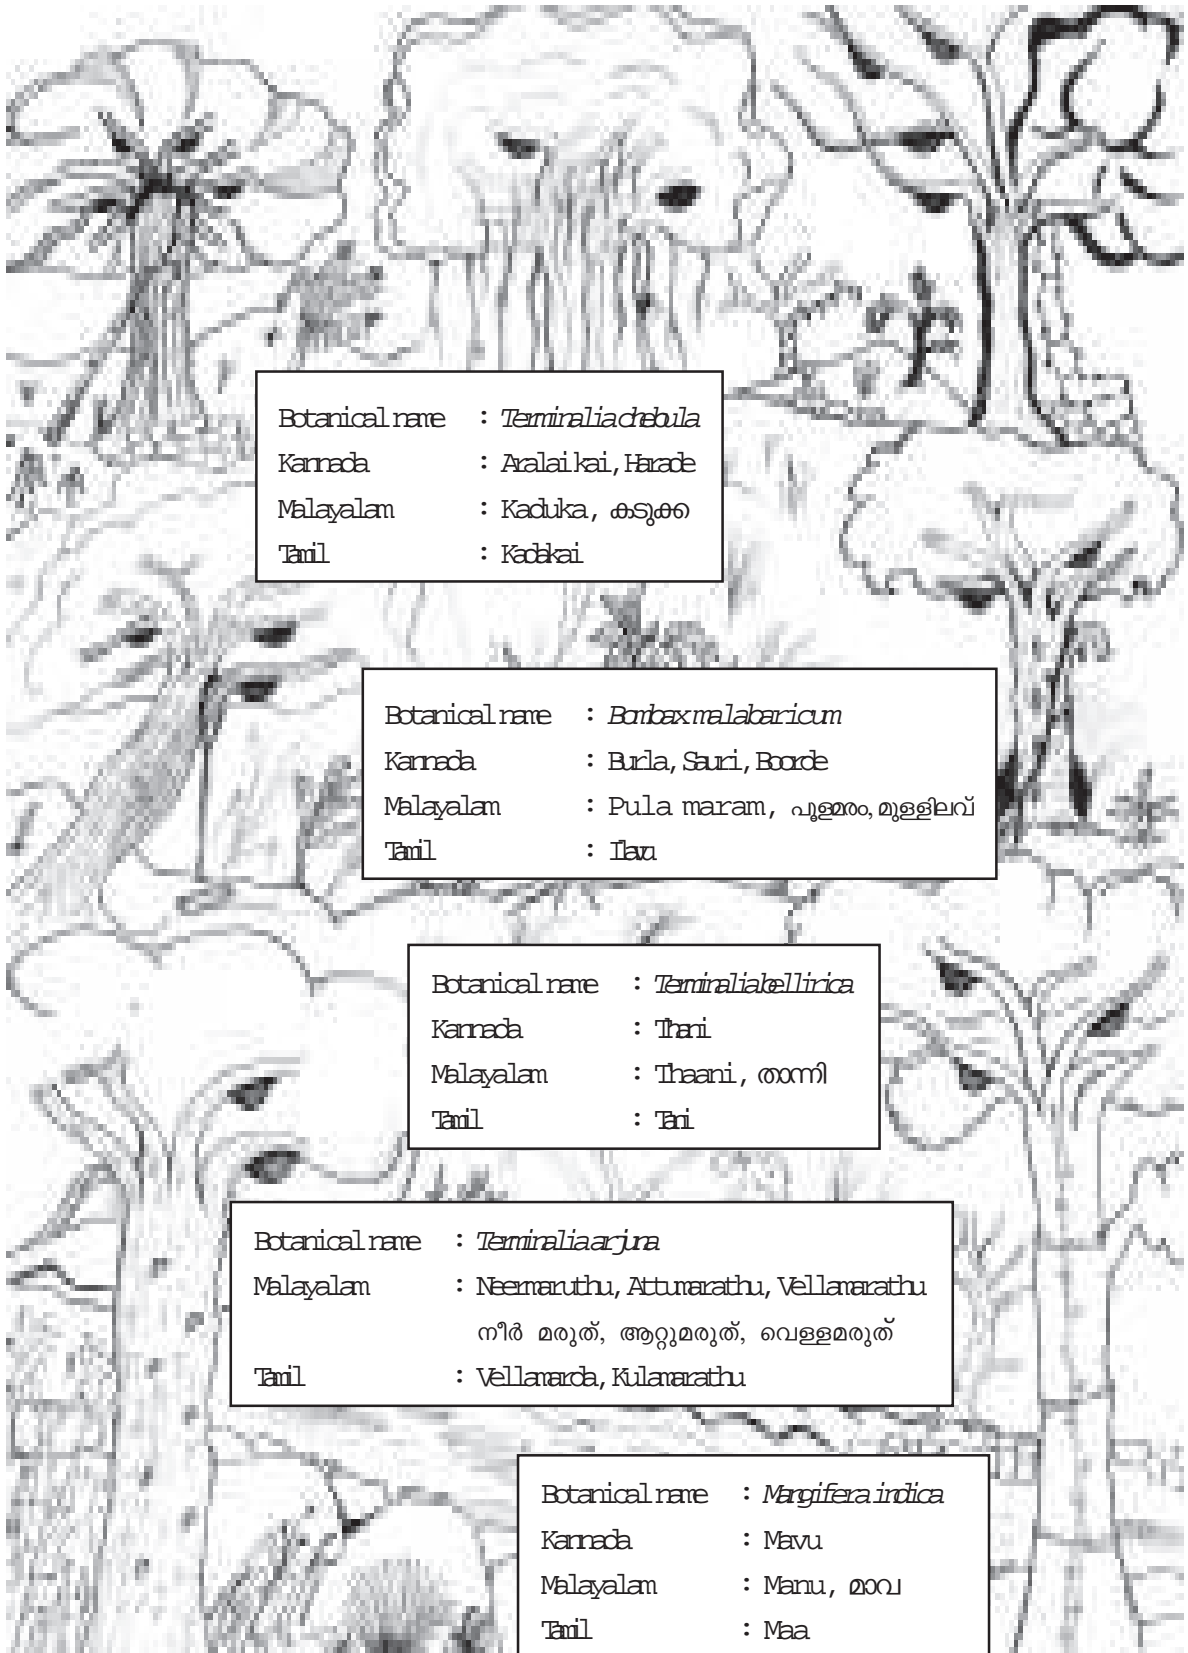 Botanical name : Terminalia chebula
Kannada : Aralai kai, Harade
Malayalam : Kaduka, കടുക്ക
Tamil : Kadakai
Botanical name : Bombax malabaricum
Kannada : Burla, Sauri, Boorde
Malayalam : Pula maram, പൂളമരം, മുള്ളിലവ്
Tamil : Ilavu
Botanical name : Terminalia bellirica
Kannada : Thani
Malayalam : Thaani, താന്നി
Tamil : Tani
Botanical name : Terminalia arjuna
Malayalam : Neermaruthu, Attumarathu, Vellamarathu
നീർ മരുത്, ആറ്റുമരുത്, വെള്ളമരുത്
Tamil : Vellamarda, Kulamarathu
Botanical name : Mangifera indica
Kannada : Mavu
Malayalam : Manu, മാവ
Tamil : Maa